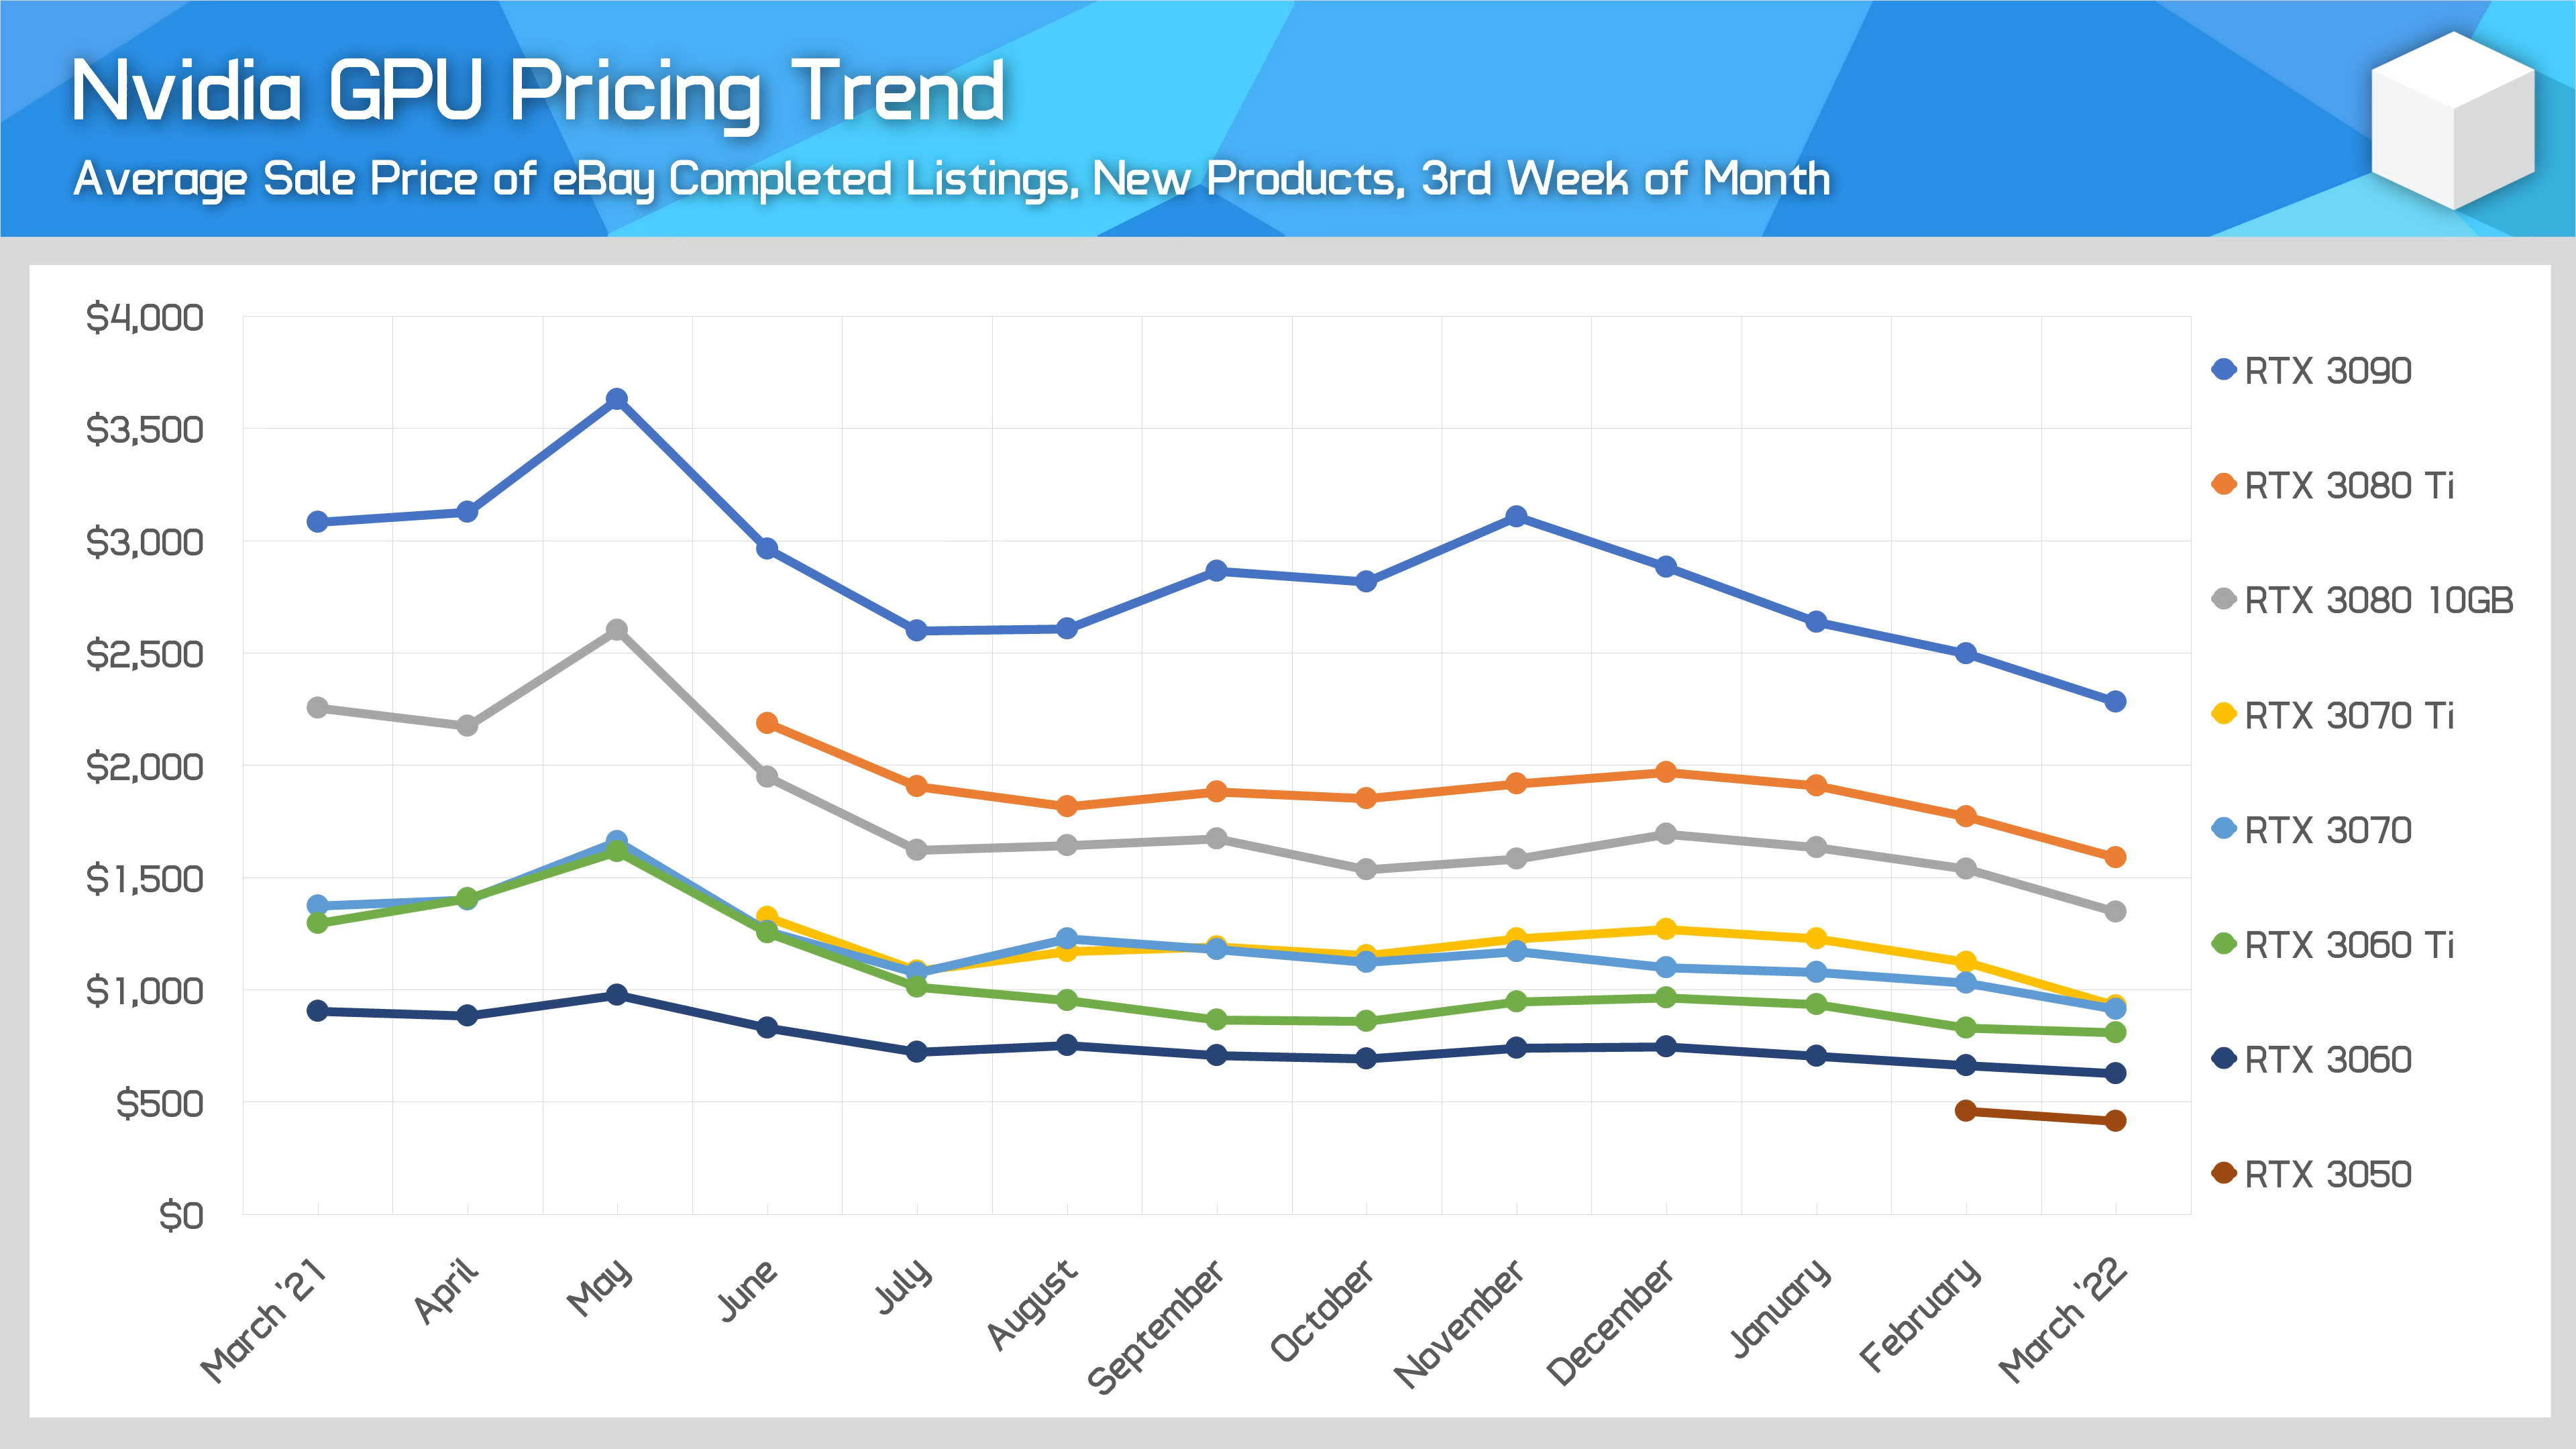 Nvidia GPU Pricing Trend
Average Sale Price of eBay Completed Listings, New Products, 3rd Week of Month
$4,000
$3,500
$3,000
$2,500
$2,000
$1,500
$1,000
$500
$0
March '21
April
May
June
July
August
September
October
November
December
January
February
March '22
RTX 3090
RTX 3080 Ti
RTX 3080 10GB
RTX 3070 Ti
RTX 3070
RTX 3060 Ti
RTX 3060
RTX 3050